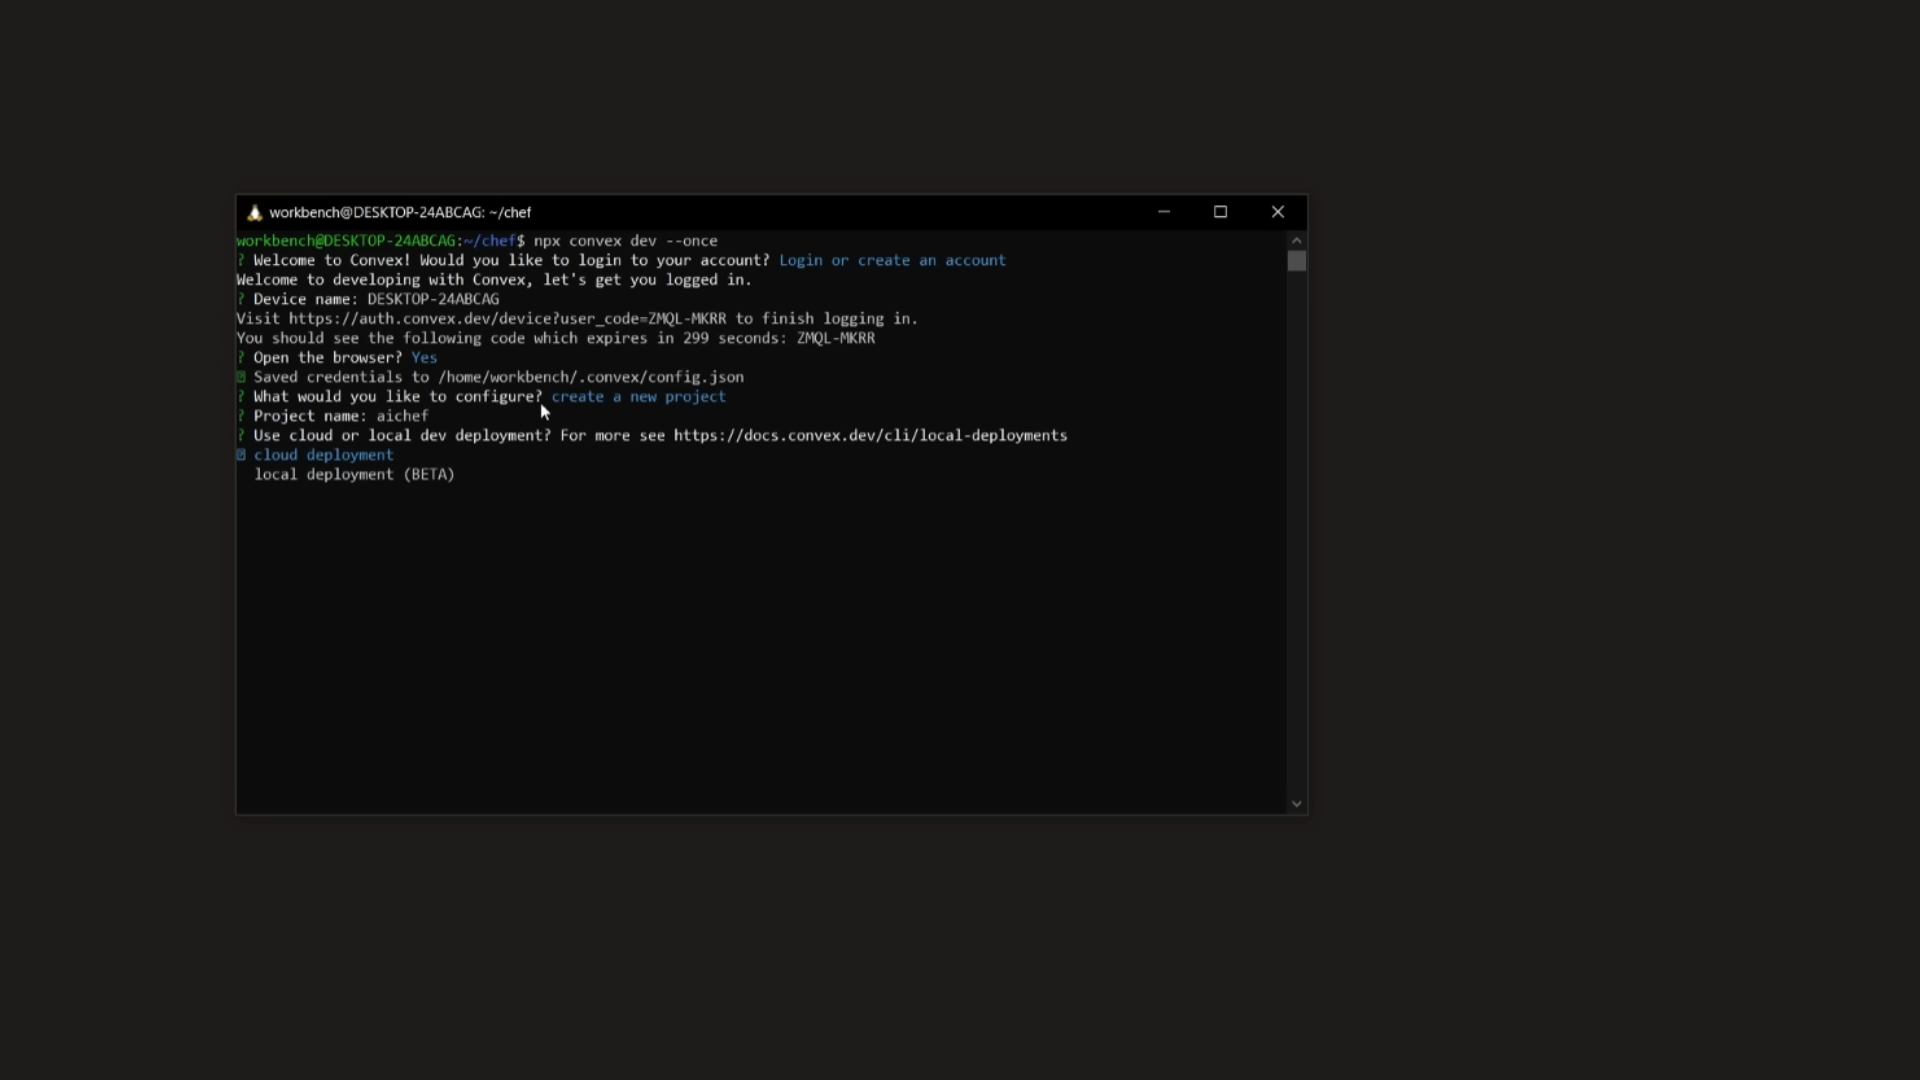 workbench@DESKTOP-24ABCAG: ~/chef
workbench@DESKTOP-24ABCAG:~/chef$ npx convex dev --once
? Welcome to Convex! Would you like to login to your account? Login or create an account
Welcome to developing with Convex, let's get you logged in.
? Device name: DESKTOP-24ABCAG
Visit https://auth.convex.dev/device?user_code=ZMQL-MKRR to finish logging in.
You should see the following code which expires in 299 seconds: ZMQL-MKRR
? Open the browser? Yes
Saved credentials to /home/workbench/.convex/config.json
? What would you like to configure? create a new project
? Project name: aichef
? Use cloud or local dev deployment? For more see https://docs.convex.dev/cli/local-deployments
cloud deployment
local deployment (BETA)